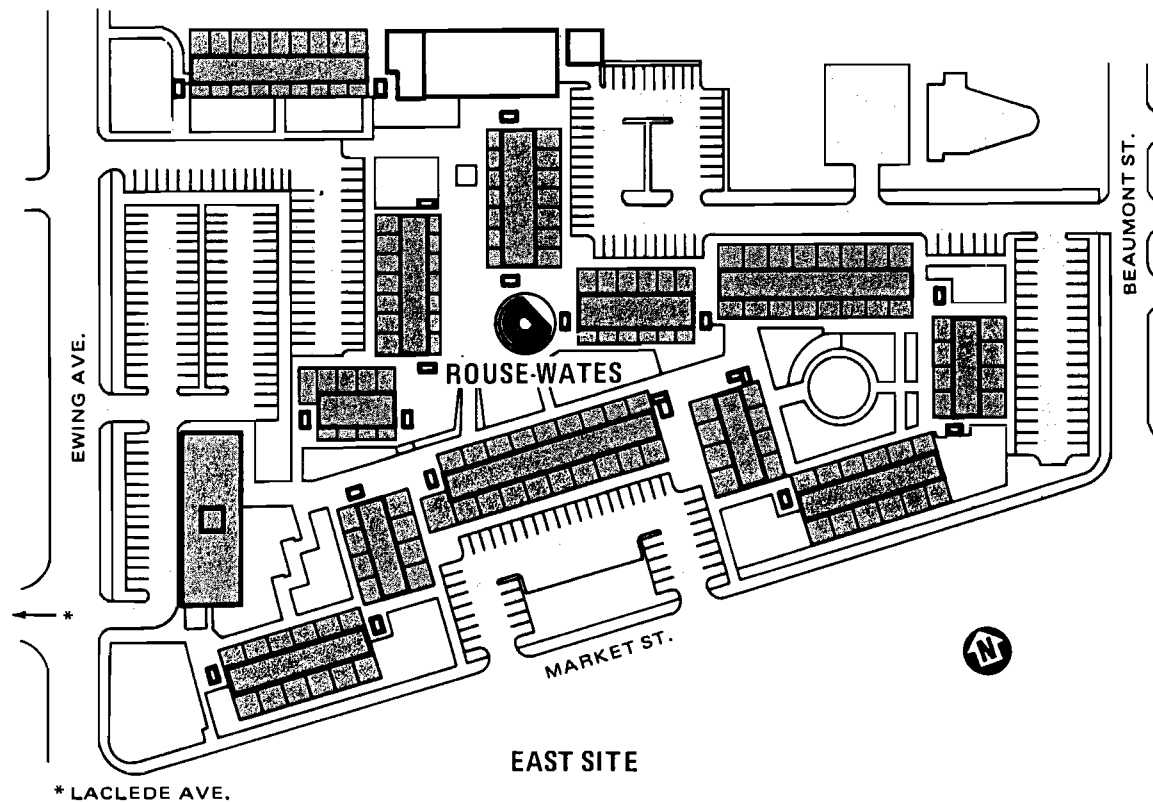 BEAUMONT ST.
EWING AVE.
ROUSE-WATES
*
MARKET ST.
N
EAST SITE
* LACLEDE AVE.